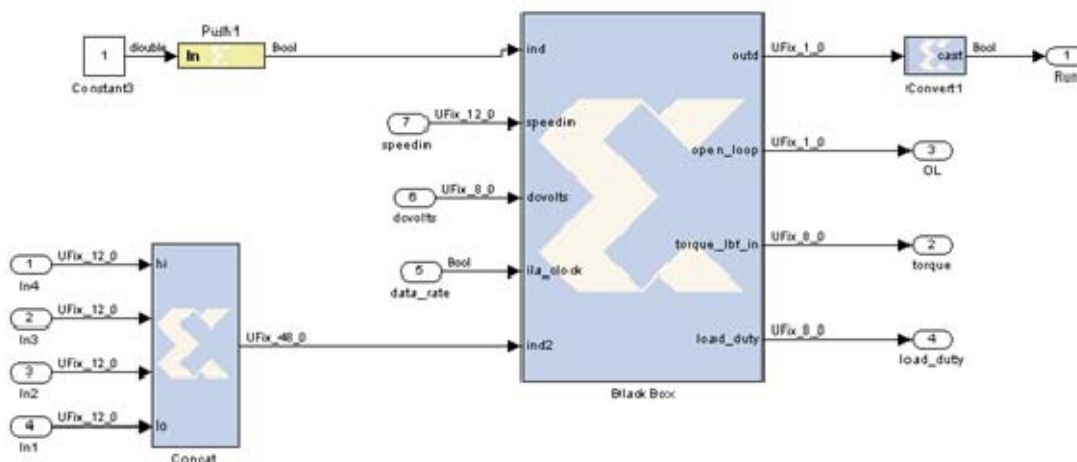 Push1
1
double
In
Bool
Constant3
ind
outd
UFix_1_0
cast
Bool
1
Run
Convert1
7
UFix_12_0
speedin
speedin
open_loop
UFix_1_0
3
OL
6
UFix_8_0
dcvolts
dcvolts
torque_lbf_in
UFix_8_0
2
torque
5
Bool
data_rate
ila_clock
ind2
load_duty
UFix_8_0
4
load_duty
Black Box
1
UFix_12_0
In4
hi
2
UFix_12_0
In3
3
UFix_12_0
In2
4
UFix_12_0
In1
lo
UFix_48_0
Concat